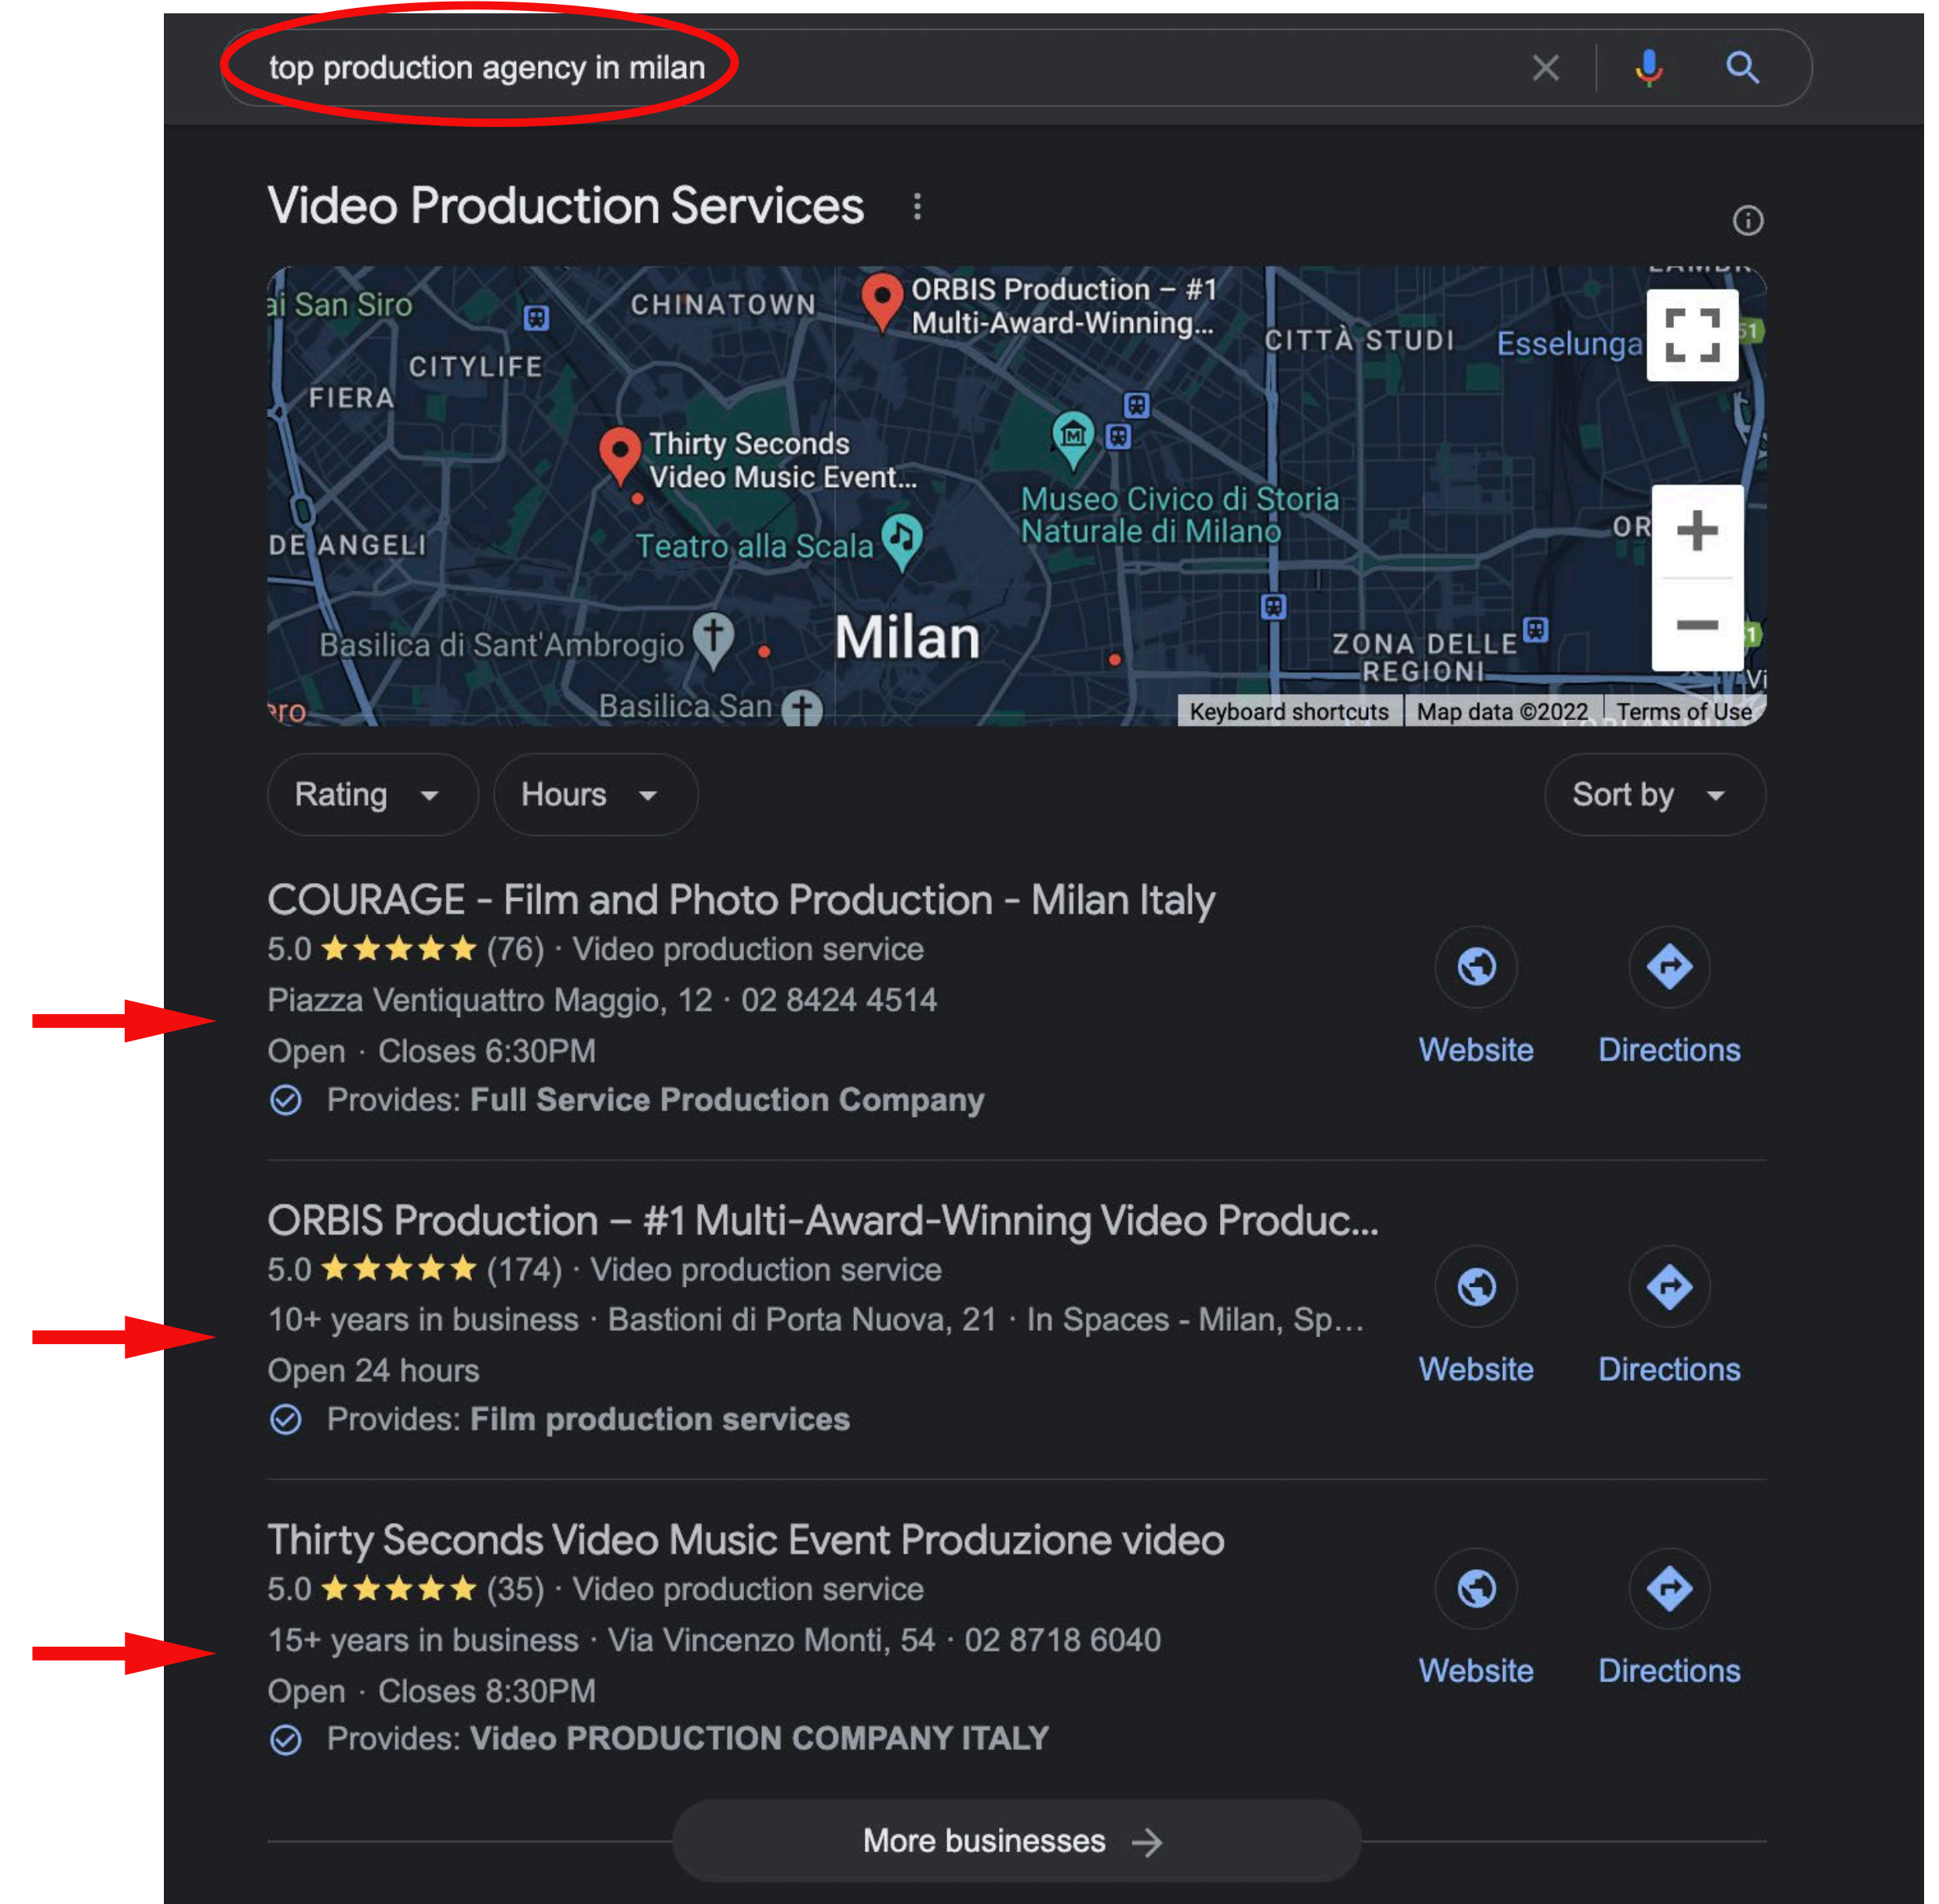 top production agency in milan
Video Production Services
ai San Siro
CHINATOWN
ORBIS Production – #1
Multi-Award-Winning...
CITTÀ STUDI
Esselunga
51
CITYLIFE
FIERA
Thirty Seconds
Video Music Event...
Museo Civico di Storia
Naturale di Milano
OR
DE ANGELI
Teatro alla Scala
Milan
Basilica di Sant'Ambrogio
ZONA DELLE
REGIONI
1
Vi
ero
Basilica San
Keyboard shortcuts
Map data ©2022
Terms of Use
Rating
Hours
Sort by
COURAGE - Film and Photo Production - Milan Italy
5.0 ★★★★★ (76) · Video production service
Piazza Ventiquattro Maggio, 12 · 02 8424 4514
Open · Closes 6:30PM
Website
Directions
Provides: Full Service Production Company
ORBIS Production – #1 Multi-Award-Winning Video Produc...
5.0 ★★★★★ (174) · Video production service
10+ years in business · Bastioni di Porta Nuova, 21 · In Spaces - Milan, Sp...
Open 24 hours
Website
Directions
Provides: Film production services
Thirty Seconds Video Music Event Produzione video
5.0 ★★★★★ (35) · Video production service
15+ years in business · Via Vincenzo Monti, 54 · 02 8718 6040
Open · Closes 8:30PM
Website
Directions
Provides: Video PRODUCTION COMPANY ITALY
More businesses